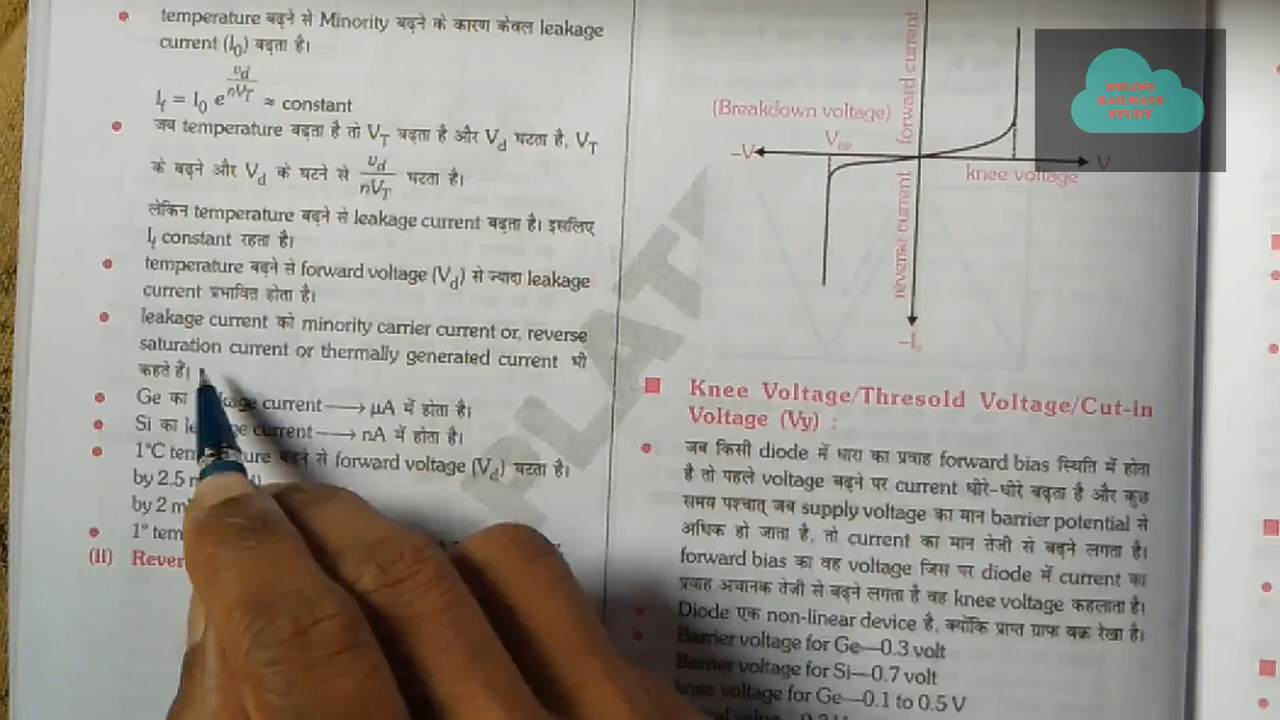 temperature बढ़ने से Minority बढ़ने के कारण केवल leakage
current (I₀) बढ़ता है।
I_f = I₀ e^(v_d/nV_T) ≈ constant
जब temperature बढ़ता है तो V_T बढ़ता है और V_d घटता है, V_T
के बढ़ने और V_d के घटने से v_d/nV_T घटता है।
लेकिन temperature बढ़ने से leakage current बढ़ता है। इसलिए
I_f constant रहता है।
temperature बढ़ने से forward voltage (V_d) से ज्यादा leakage
current प्रभावित होता है।
leakage current को minority carrier current or, reverse
saturation current or thermally generated current भी
कहते हैं।
Ge का current ⟶ μA में होता है।
Si का current ⟶ nA में होता है।
1°C बढ़ने से forward voltage (V_d) घटता है।
by 2.5
by 2
1°
(II)
forward current
(Breakdown voltage)
V_BR
–V
V
knee voltage
reverse current
ONLINE
RAILWAYS
STUDY
PLAT
Knee Voltage/Thresold Voltage/Cut-in
Voltage (Vy) :
जब किसी diode में धारा का प्रवाह forward bias स्थिति में होता
है तो पहले voltage बढ़ने पर current धीरे-धीरे बढ़ता है और कुछ
समय पश्चात् जब supply voltage का मान barrier potential से
अधिक हो जाता है, तो current का मान तेज़ी से बढ़ने लगता है।
forward bias का वह voltage जिस पर diode में current का
प्रवाह अचानक तेज़ी से बढ़ने लगता है वह knee voltage कहलाता है।
Diode एक non-linear device है, क्योंकि प्राप्त ग्राफ वक्र रेखा है।
Barrier voltage for Ge—0.3 volt
Barrier voltage for Si—0.7 volt
knee voltage for Ge—0.1 to 0.5 V